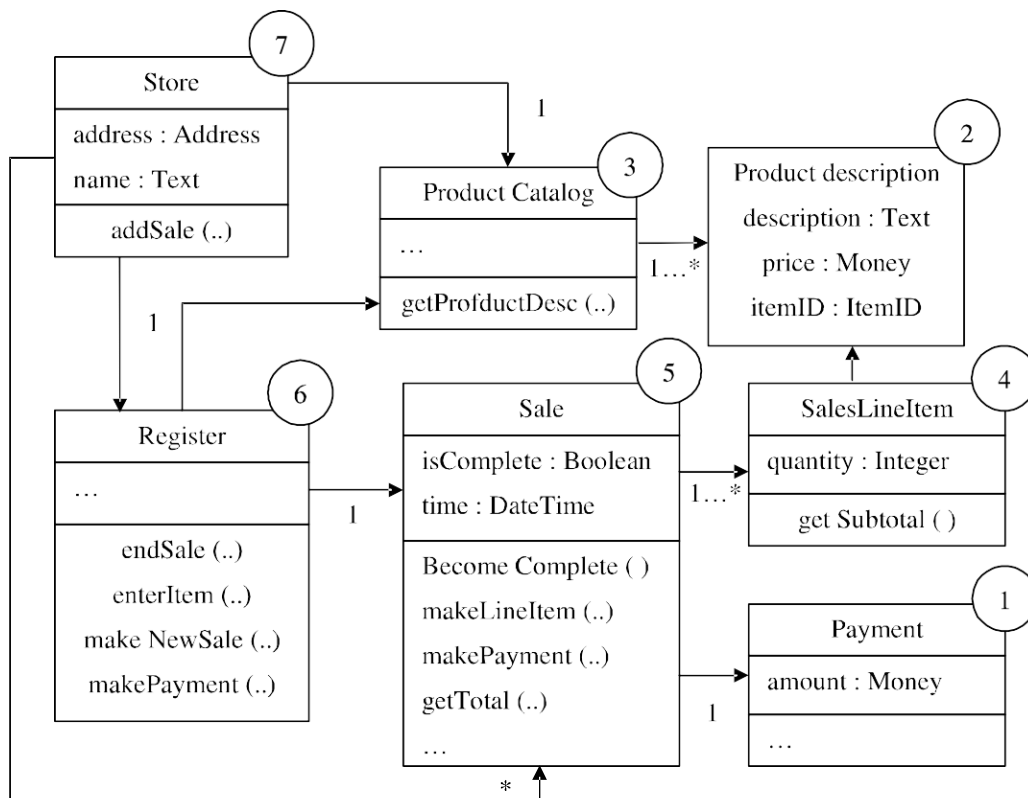 7
Store
address : Address
name : Text
addSale (..)
1
3
Product Catalog
...
getProfductDesc (..)
1...*
2
Product description
description : Text
price : Money
itemID : ItemID
1
6
Register
...
endSale (..)
enterItem (..)
make NewSale (..)
makePayment (..)
1
5
Sale
isComplete : Boolean
time : DateTime
Become Complete ( )
makeLineItem (..)
makePayment (..)
getTotal (..)
...
*
1...*
4
SalesLineItem
quantity : Integer
get Subtotal ( )
1
1
Payment
amount : Money
...